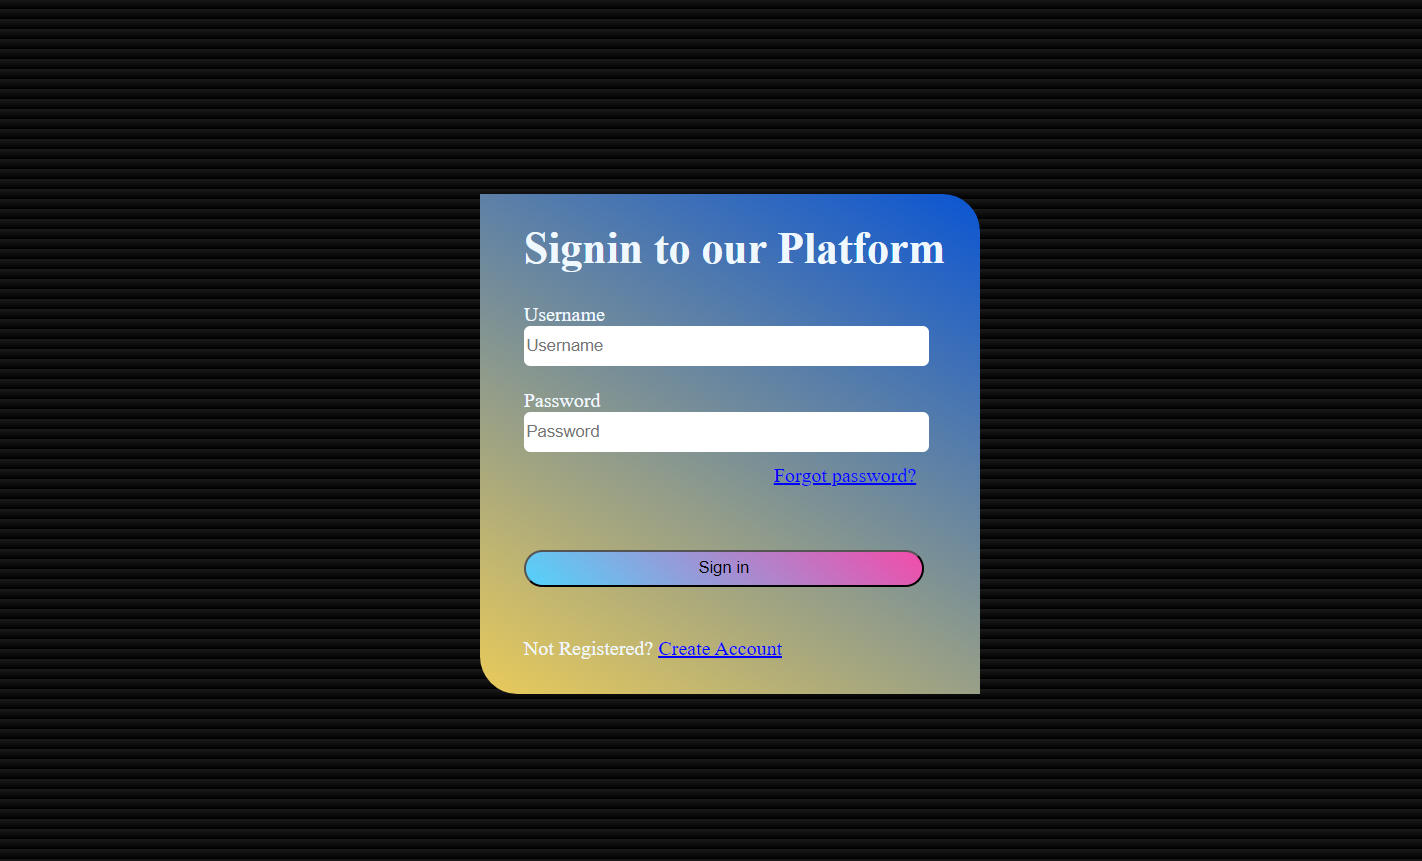 Signin to our Platform
Username
Username
Password
Password
Forgot password?
Sign in
Not Registered? Create Account